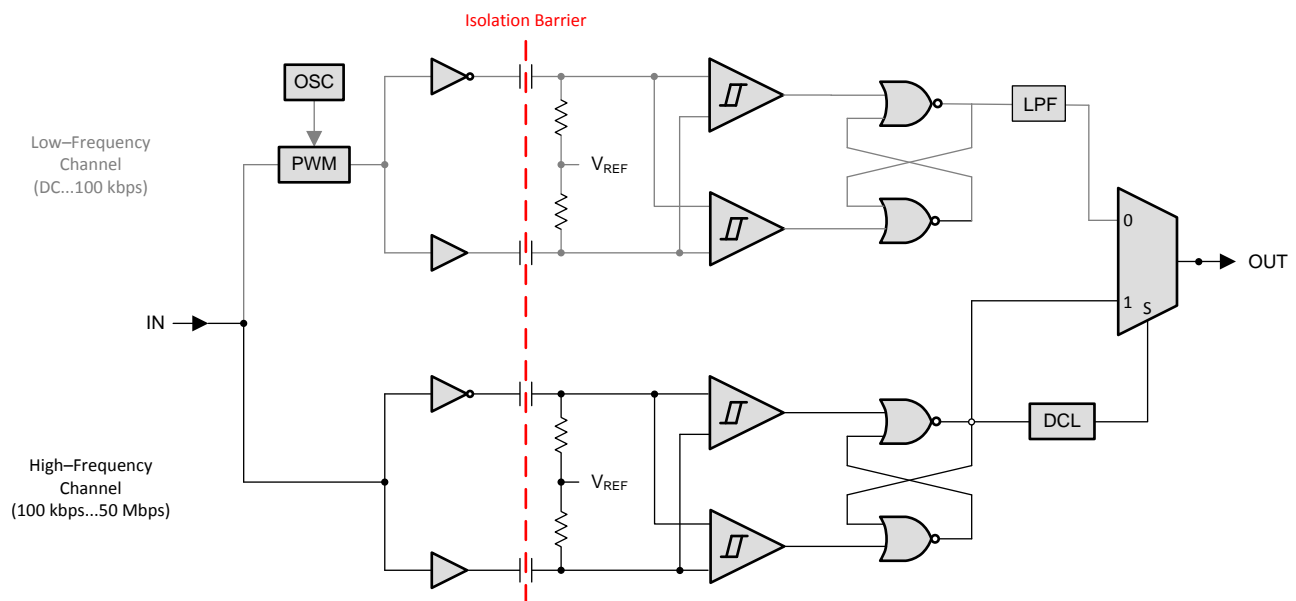 Isolation Barrier
OSC
PWM
Low–Frequency
Channel
(DC...100 kbps)
VREF
LPF
0
1
S
OUT
IN
High–Frequency
Channel
(100 kbps...50 Mbps)
VREF
DCL